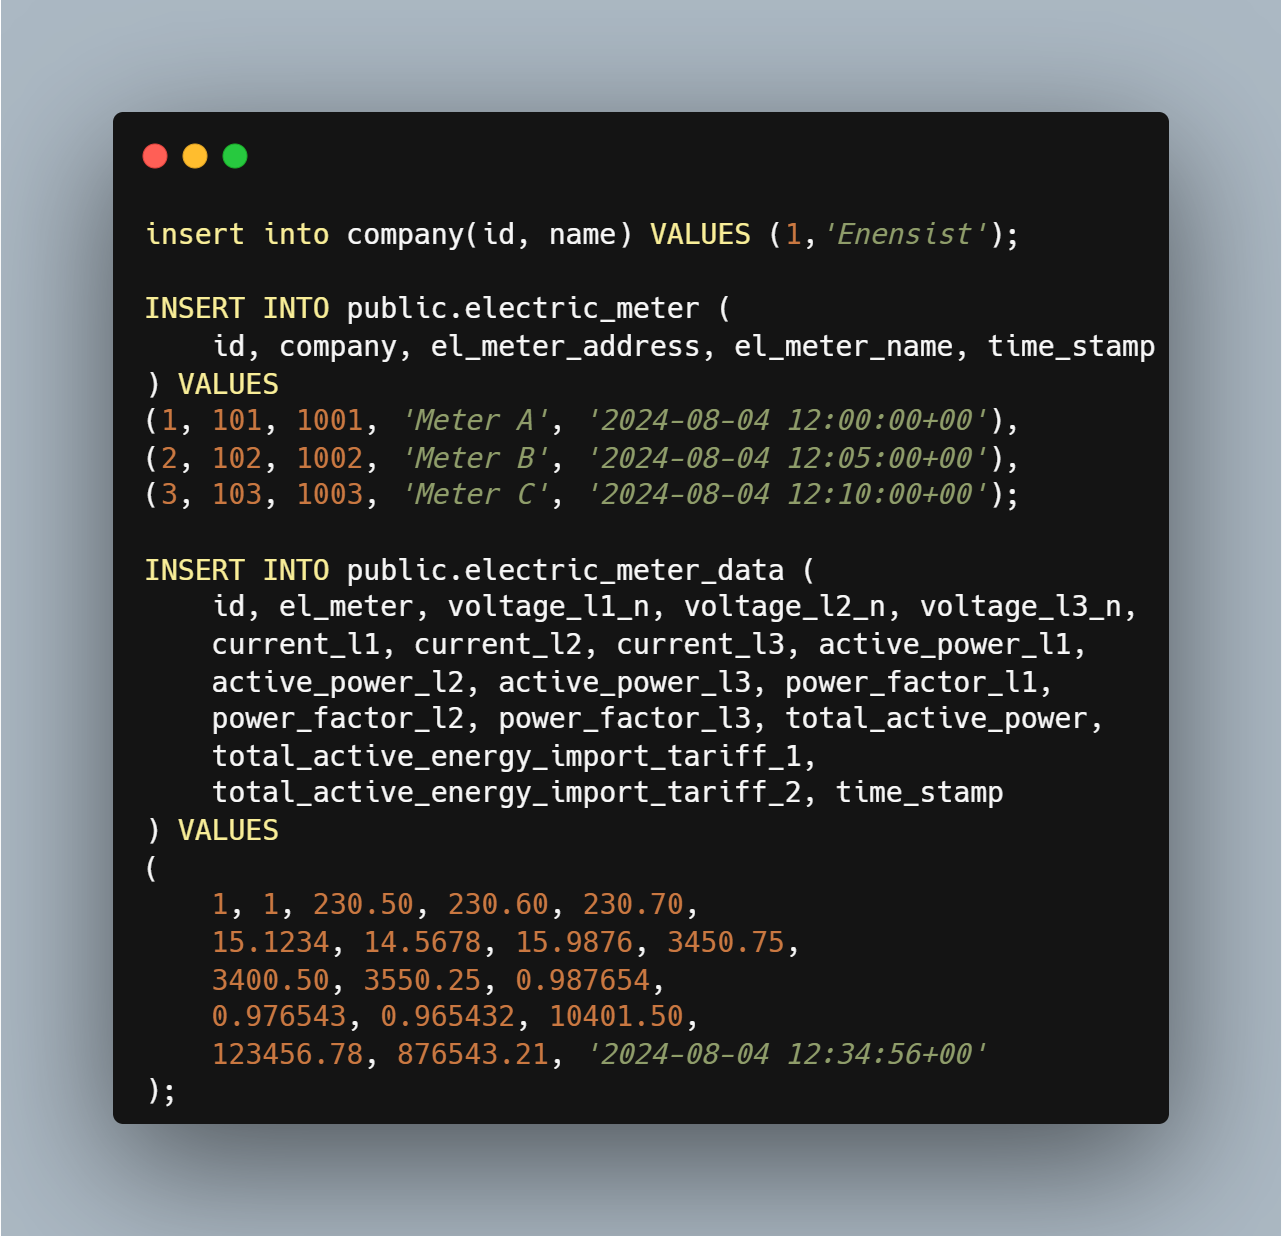 insert into company(id, name) VALUES (1,'Enensist');
INSERT INTO public.electric_meter (
    id, company, el_meter_address, el_meter_name, time_stamp
) VALUES
(1, 101, 1001, 'Meter A', '2024-08-04 12:00:00+00'),
(2, 102, 1002, 'Meter B', '2024-08-04 12:05:00+00'),
(3, 103, 1003, 'Meter C', '2024-08-04 12:10:00+00');
INSERT INTO public.electric_meter_data (
    id, el_meter, voltage_l1_n, voltage_l2_n, voltage_l3_n,
    current_l1, current_l2, current_l3, active_power_l1,
    active_power_l2, active_power_l3, power_factor_l1,
    power_factor_l2, power_factor_l3, total_active_power,
    total_active_energy_import_tariff_1,
    total_active_energy_import_tariff_2, time_stamp
) VALUES
(
    1, 1, 230.50, 230.60, 230.70,
    15.1234, 14.5678, 15.9876, 3450.75,
    3400.50, 3550.25, 0.987654,
    0.976543, 0.965432, 10401.50,
    123456.78, 876543.21, '2024-08-04 12:34:56+00'
);